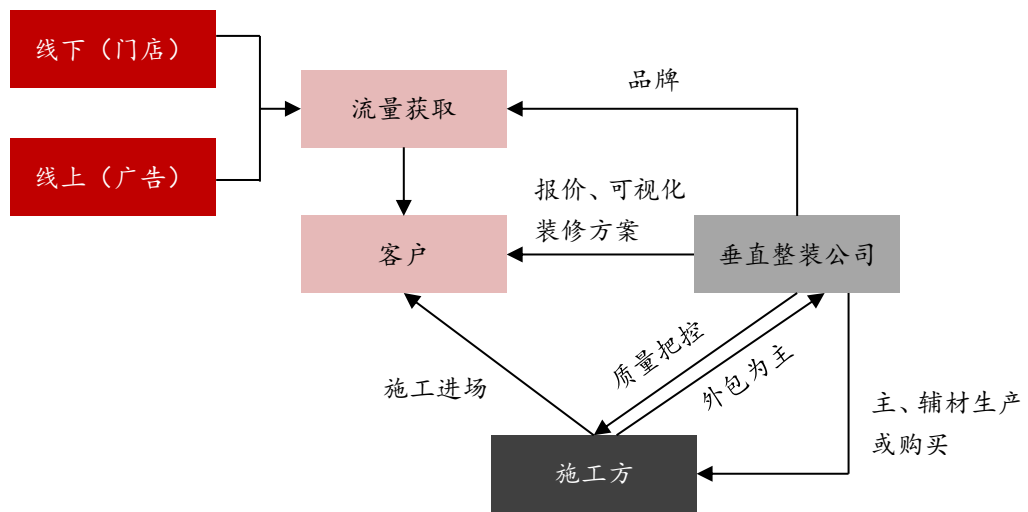 线下（门店）
品牌
流量获取
线上（广告）
报价、可视化
装修方案
客户
垂直整装公司
质量把控
外包为主
施工进场
主、辅材生产
或购买
施工方